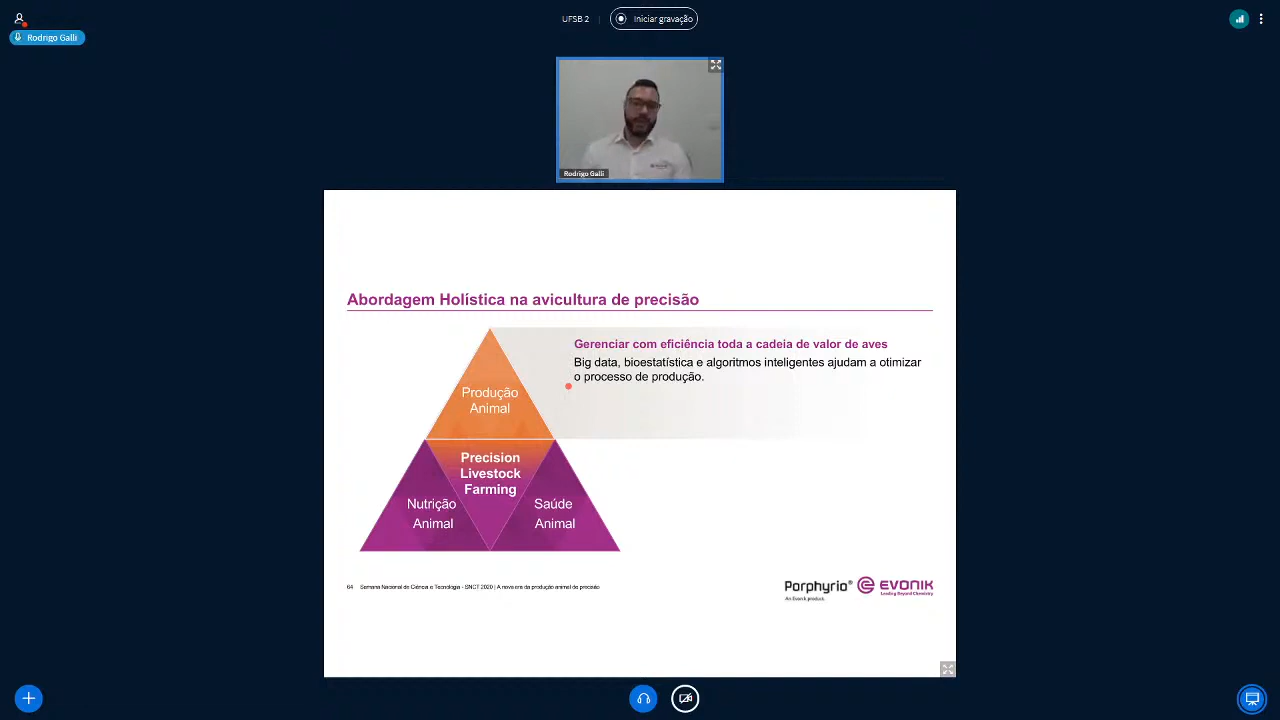 UFSB 2
Iniciar gravação
Rodrigo Galli
Rodrigo Galli
Abordagem Holística na avicultura de precisão
Gerenciar com eficiência toda a cadeia de valor de aves
Big data, bioestatística e algoritmos inteligentes ajudam a otimizar
o processo de produção.
Produção
Animal
Precision
Livestock
Farming
Nutrição
Animal
Saúde
Animal
64 Semana Nacional de Ciência e Tecnologia - SNCT 2020 | A nova era da produção animal de precisão
Porphyrio®
An Evonik product.
EVONIK
Leading Beyond Chemistry